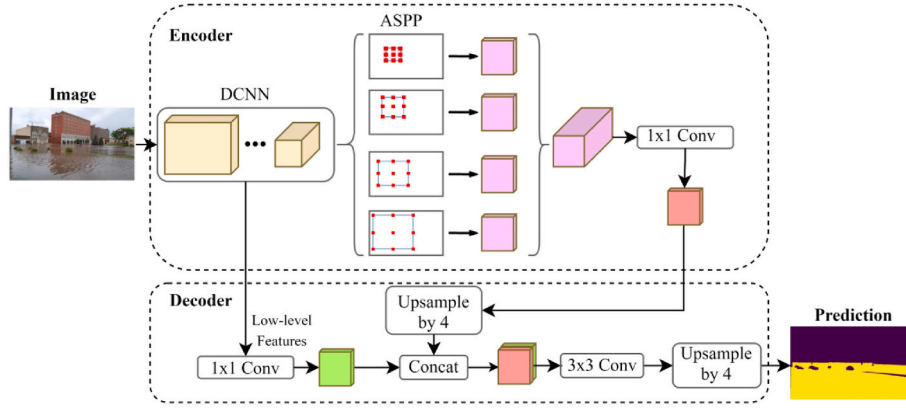 Encoder
ASPP
Image
DCNN
1x1 Conv
Decoder
Upsample
by 4
Prediction
Low-level
Features
1x1 Conv
Concat
3x3 Conv
Upsample
by 4